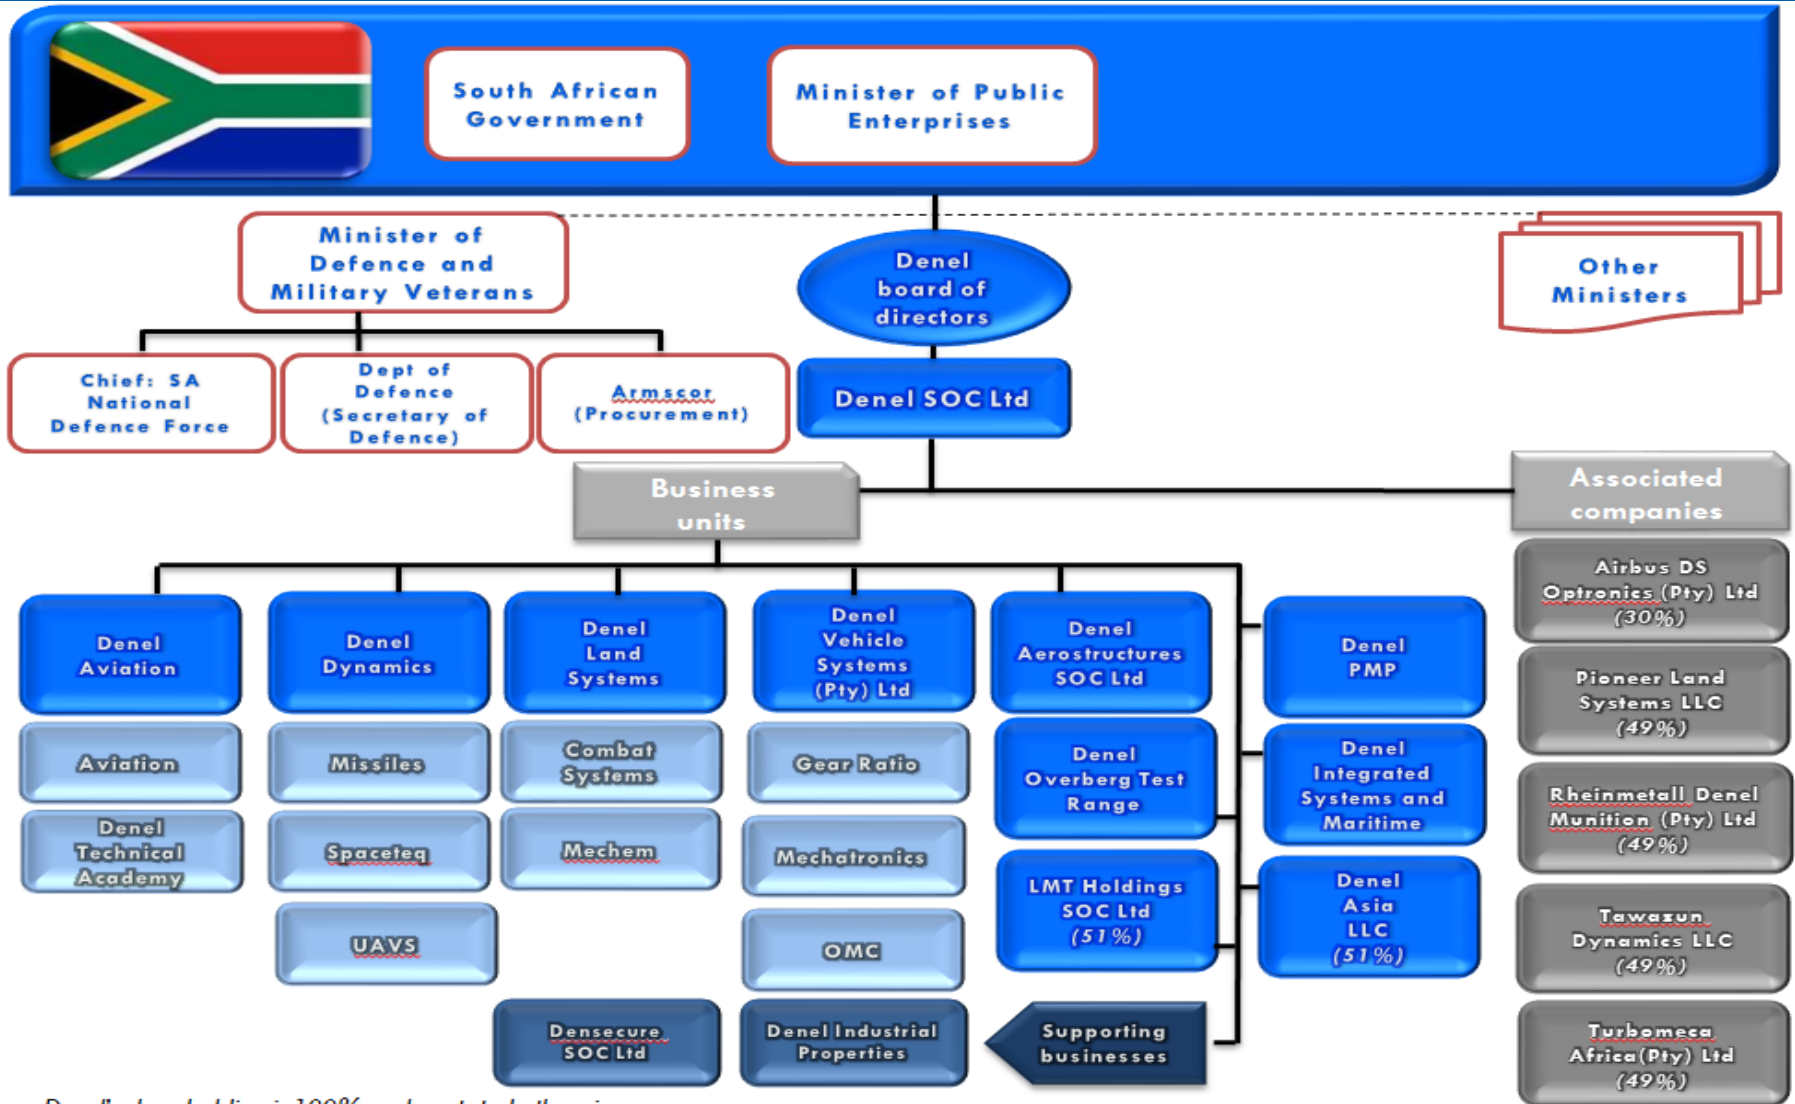 South African
Government
Minister of Public
Enterprises
Minister of
Defence and
Military Veterans
Denel
board of
directors
Other
Ministers
Chief: SA
National
Defence Force
Dept of
Defence
(Secretary of
Defence)
Armscor
(Procurement)
Denel SOC Ltd
Business
units
Associated
companies
Denel
Aviation
Denel
Dynamics
Denel
Land
Systems
Denel
Vehicle
Systems
(Pty) Ltd
Denel
Aerostructures
SOC Ltd
Denel
PMP
Airbus DS
Optronics (Pty) Ltd
(30%)
Pioneer Land
Systems LLC
(49%)
Aviation
Missiles
Combat
Systems
Gear Ratio
Denel
Overberg Test
Range
Denel
Integrated
Systems and
Maritime
Rheinmetall Denel
Munition (Pty) Ltd
(49%)
Denel
Technical
Academy
Spaceteq
Mechem
Mechatronics
LMT Holdings
SOC Ltd
(51%)
Denel
Asia
LLC
(51%)
Tawazun
Dynamics LLC
(49%)
UAVS
OMC
Densecure
SOC Ltd
Denel Industrial
Properties
Supporting
businesses
Turbomeca
Africa(Pty) Ltd
(49%)